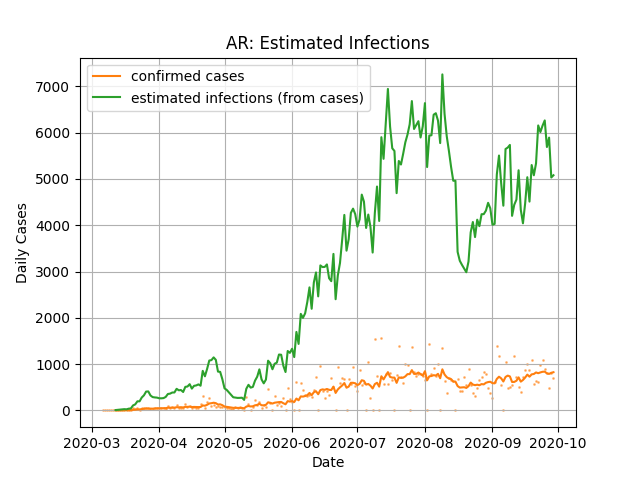 AR: Estimated Infections
confirmed cases
estimated infections (from cases)
Daily Cases
7000
6000
5000
4000
3000
2000
1000
0
2020-03 2020-04 2020-05 2020-06 2020-07 2020-08 2020-09 2020-10
Date